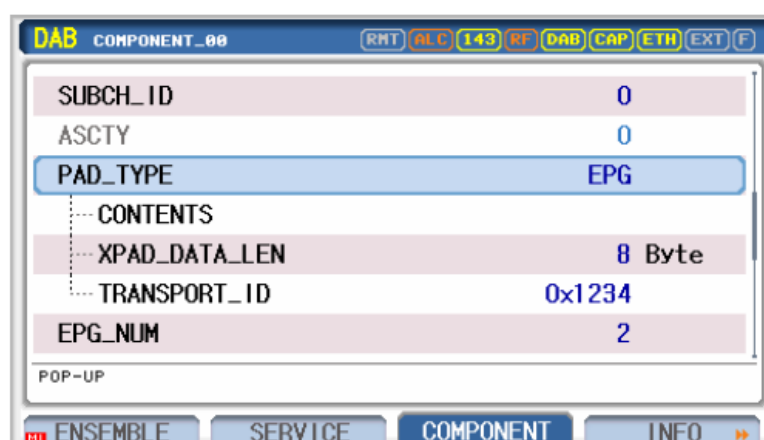 DAB COMPONENT_00 RMT ALC 143 RF DAB CAP ETH EXT F
SUBCH_ID 0
ASCTY 0
PAD_TYPE EPG
CONTENTS
XPAD_DATA_LEN 8 Byte
TRANSPORT_ID 0x1234
EPG_NUM 2
POP-UP
ENSEMBLE SERVICE COMPONENT INFO